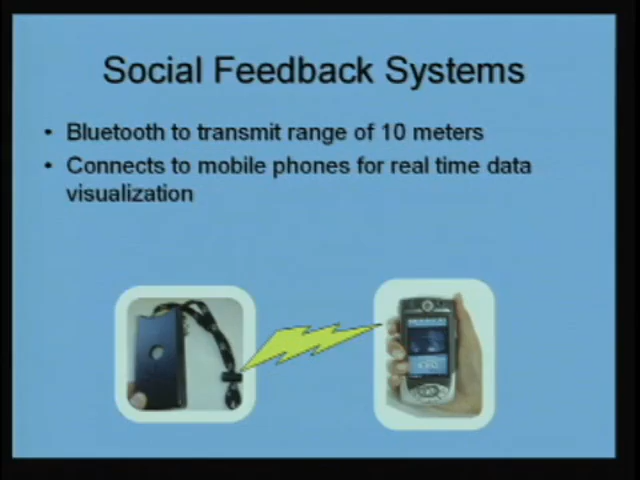 Social Feedback Systems
• Bluetooth to transmit range of 10 meters
• Connects to mobile phones for real time data
visualization